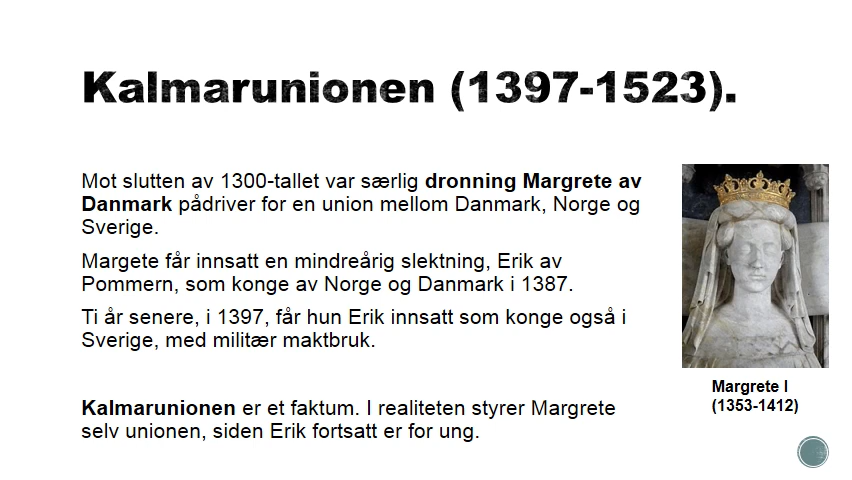 Kalmarunionen (1397-1523).
Mot slutten av 1300-tallet var særlig dronning Margrete av
Danmark pådriver for en union mellom Danmark, Norge og
Sverige.
Margete får innsatt en mindreårig slektning, Erik av
Pommern, som konge av Norge og Danmark i 1387.
Ti år senere, i 1397, får hun Erik innsatt som konge også i
Sverige, med militær maktbruk.
Kalmarunionen er et faktum. I realiteten styrer Margrete
selv unionen, siden Erik fortsatt er for ung.
Margrete I
(1353-1412)